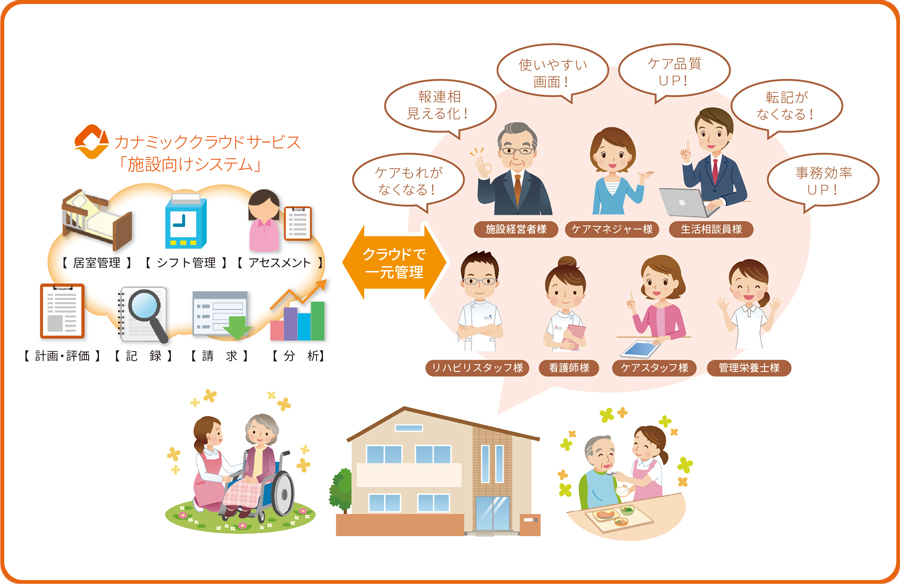 カナミッククラウドサービス
「施設向けシステム」
【 居室管理 】
【 シフト管理 】
【 アセスメント 】
【 計画・評価 】
【 記　録 】
【 請　求 】
【 分　析】
クラウドで
一元管理
ケアもれが
なくなる！
報連相
見える化！
使いやすい
画面！
ケア品質
UP！
転記が
なくなる！
事務効率
UP！
施設経営者様
ケアマネジャー様
生活相談員様
リハビリスタッフ様
看護師様
ケアスタッフ様
管理栄養士様